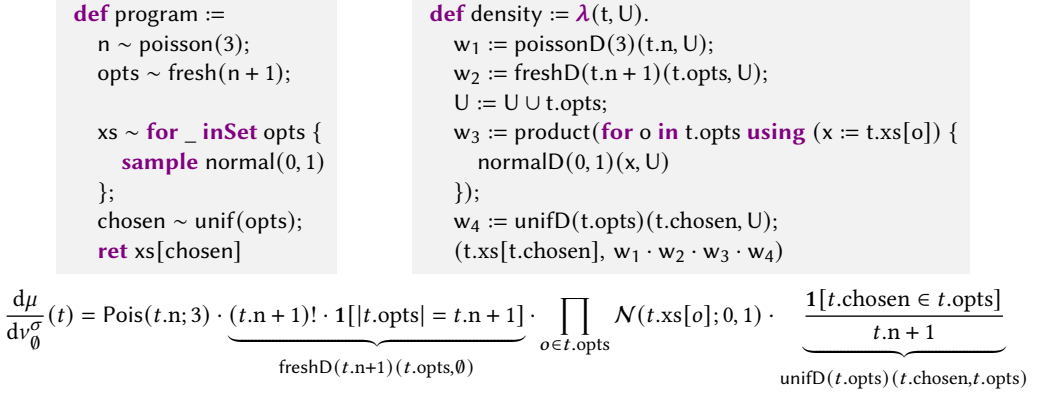 def program :=
n ∼ poisson(3);
opts ∼ fresh(n + 1);
xs ∼ for _ inSet opts {
sample normal(0, 1)
};
chosen ∼ unif(opts);
ret xs[chosen]
def density := λ(t, U).
w₁ := poissonD(3)(t.n, U);
w₂ := freshD(t.n + 1)(t.opts, U);
U := U ∪ t.opts;
w₃ := product(for o in t.opts using (x := t.xs[o]) {
normalD(0, 1)(x, U)
});
w₄ := unifD(t.opts)(t.chosen, U);
(t.xs[t.chosen], w₁ · w₂ · w₃ · w₄)
dμ/dν_∅^σ (t) = Pois(t.n; 3) · (t.n + 1)! · 1[|t.opts| = t.n + 1] · ∏_{o∈t.opts} N(t.xs[o]; 0, 1) · 1[t.chosen ∈ t.opts]/(t.n + 1)
freshD(t.n+1)(t.opts,∅)
unifD(t.opts)(t.chosen,t.opts)